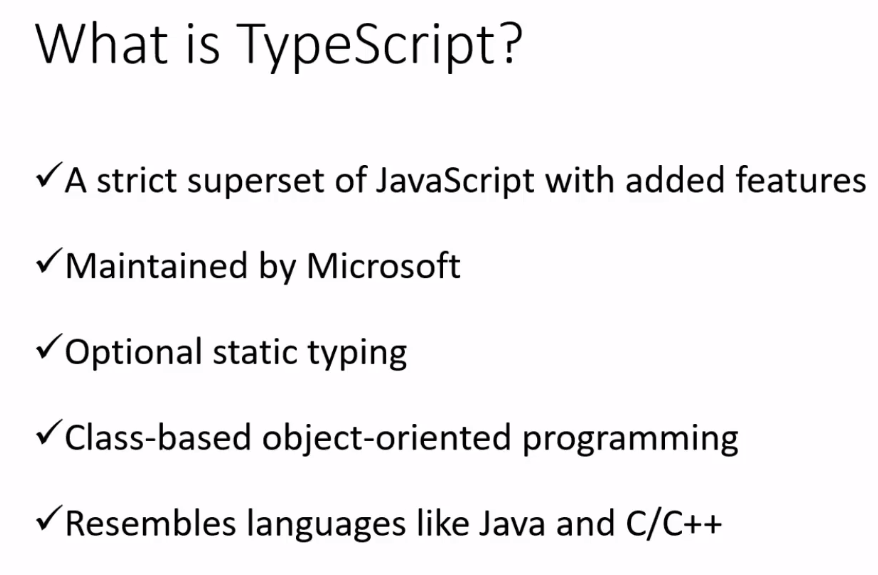 What is TypeScript?
✓A strict superset of JavaScript with added features
✓Maintained by Microsoft
✓Optional static typing
✓Class-based object-oriented programming
✓Resembles languages like Java and C/C++